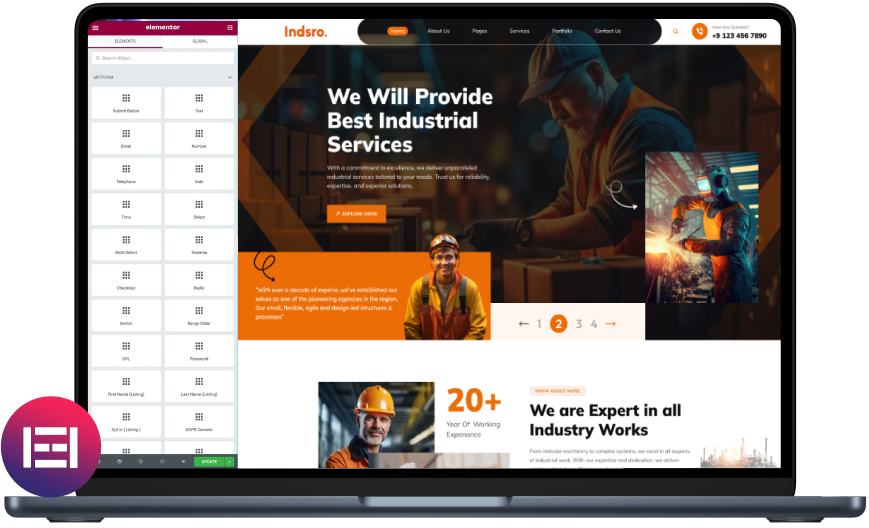 elementor
ELEMENTS GLOBAL
Search Widget...
METFORM
Submit Button Text
Email Number
Telephone Date
Time Select
Multi Select Textarea
Checkbox Radio
Switch Range Slider
URL Password
First Name (Listing) Last Name (Listing)
Opt in (Listing) GDPR Consent
UPDATE
Indsro.
Home About Us Pages Services Portfolio Contact Us
Have Any Question?
+9 123 456 7890
We Will Provide
Best Industrial
Services
With a commitment to excellence, we deliver unparalleled
industrial services tailored to your needs. Trust us for reliability,
expertise, and superior solutions.
EXPLORE MORE
"With over a decade of experie, we've established our
selves as one of the pioneering agencies in the region.
Our small, flexible, agile and design-led structures &
processes"
1 2 3 4
20+
Year Of Working
Experiance
KNOW ABOUT MORE
We are Expert in all
Industry Works
From intricate machinery to complex systems, we excel in all aspects
of industrial work. With our expertise and dedication, we deliver